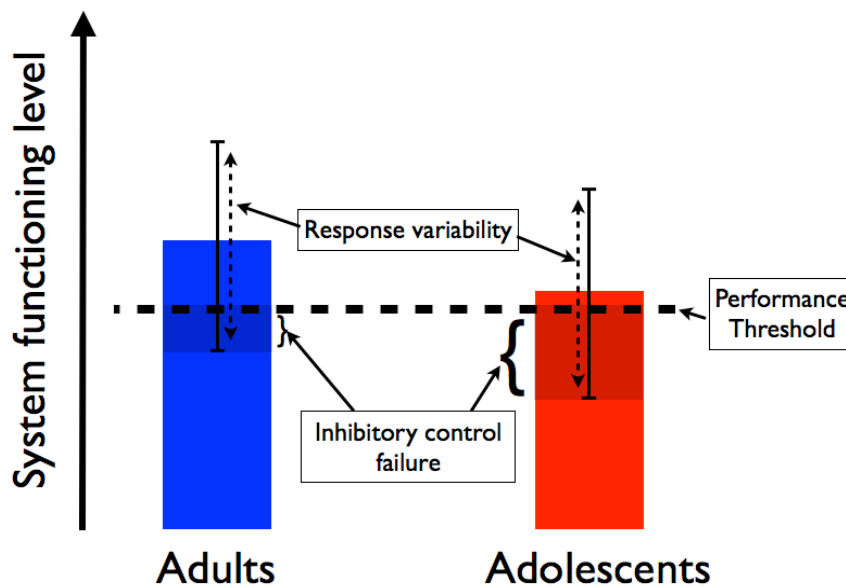 System functioning level
Response variability
Performance
Threshold
Inhibitory control
failure
Adults
Adolescents